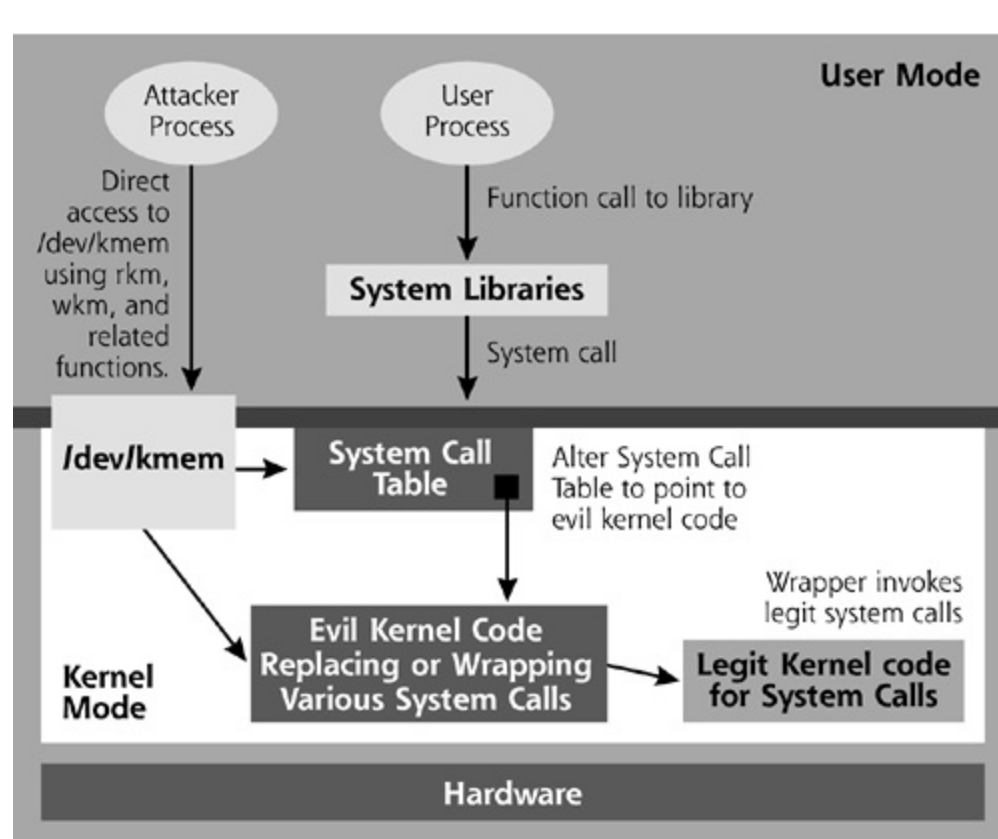 User Mode
Attacker
Process
User
Process
Direct
access to
/dev/kmem
using rkm,
wkm, and
related
functions.
Function call to library
System Libraries
System call
/dev/kmem
System Call
Table
Alter System Call
Table to point to
evil kernel code
Wrapper invokes
legit system calls
Evil Kernel Code
Replacing or Wrapping
Various System Calls
Legit Kernel code
for System Calls
Kernel
Mode
Hardware